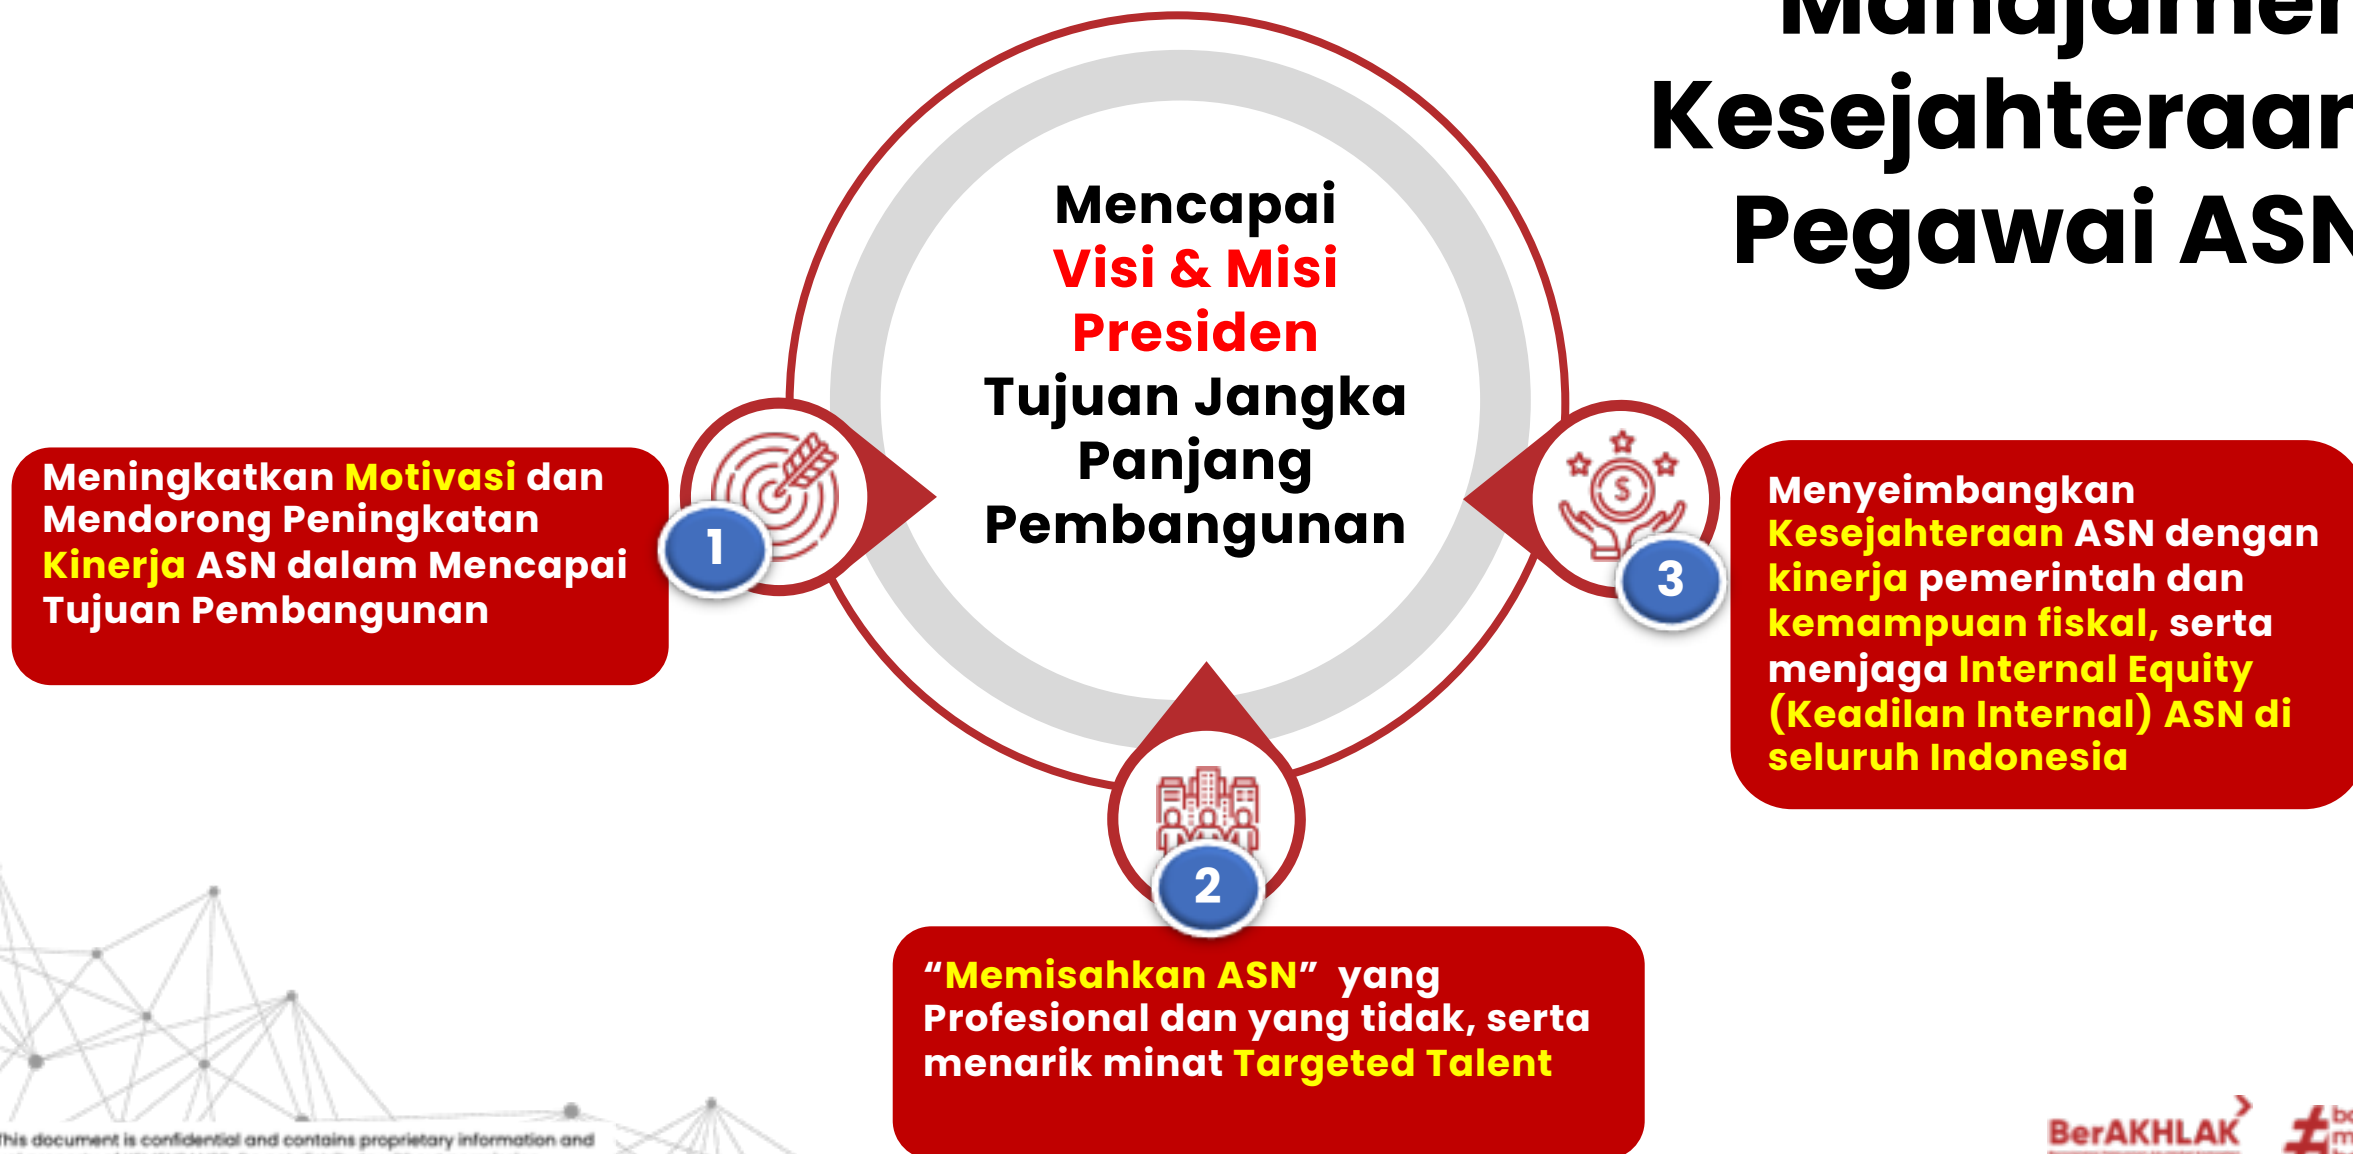 Kesejahteraan
Pegawai ASN
Mencapai
Visi & Misi
Presiden
Tujuan Jangka
Panjang
Pembangunan
Meningkatkan Motivasi dan
Mendorong Peningkatan
Kinerja ASN dalam Mencapai
Tujuan Pembangunan
1
3
Menyeimbangkan
Kesejahteraan ASN dengan
kinerja pemerintah dan
kemampuan fiskal, serta
menjaga Internal Equity
(Keadilan Internal) ASN di
seluruh Indonesia
2
“Memisahkan ASN”  yang
Profesional dan yang tidak, serta
menarik minat Targeted Talent
This document is confidential and contains proprietary information and
BerAKHLAK